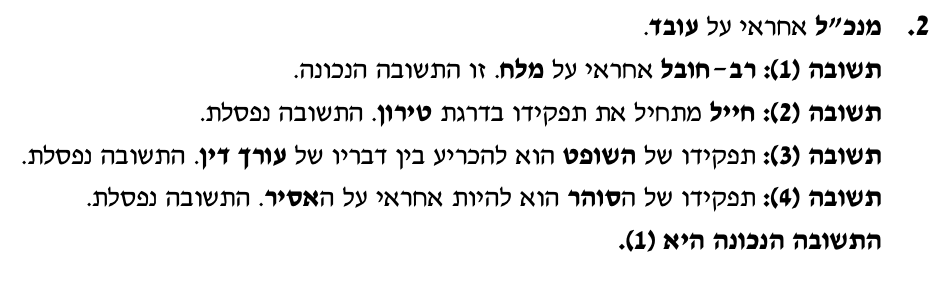 2. מנכ"ל אחראי על עובד.
תשובה (1): רב-חובל אחראי על מלח. זו התשובה הנכונה.
תשובה (2): חייל מתחיל את תפקידו בדרגת טירון. התשובה נפסלת.
תשובה (3): תפקידו של השופט הוא להכריע בין דבריו של עורך דין. התשובה נפסלת.
תשובה (4): תפקידו של הסוהר הוא להיות אחראי על האסיר. התשובה נפסלת.
התשובה הנכונה היא (1).